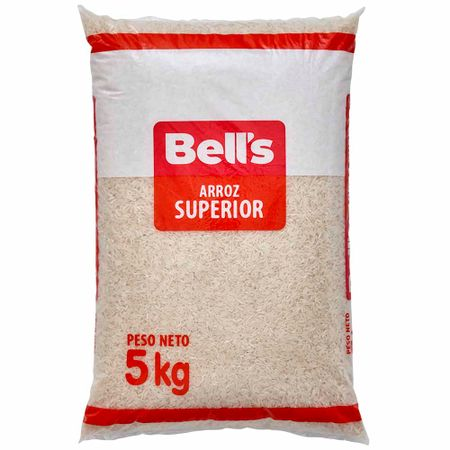 Bell's
ARROZ
SUPERIOR
PESO NETO
5 kg
PESO NETO